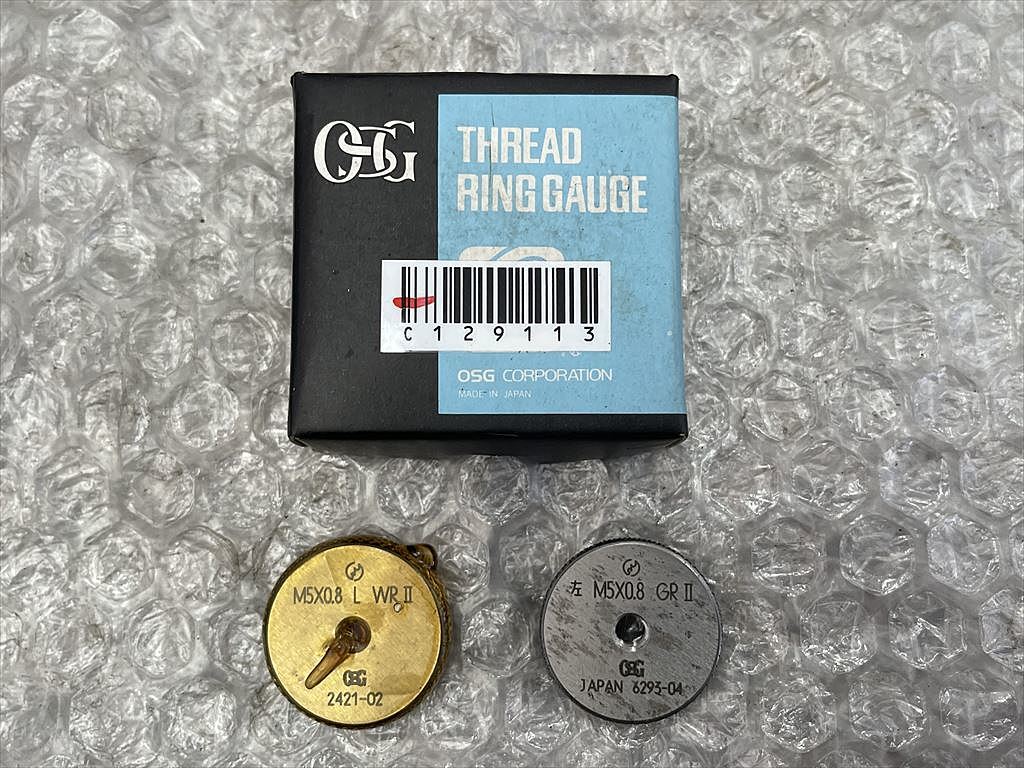 OSG
THREAD
RING GAUGE
C129113
OSG CORPORATION
MADE IN JAPAN
M5X0.8 L WR II
OSG
2421-02
左 M5X0.8 GR II
OSG
JAPAN 6293-04